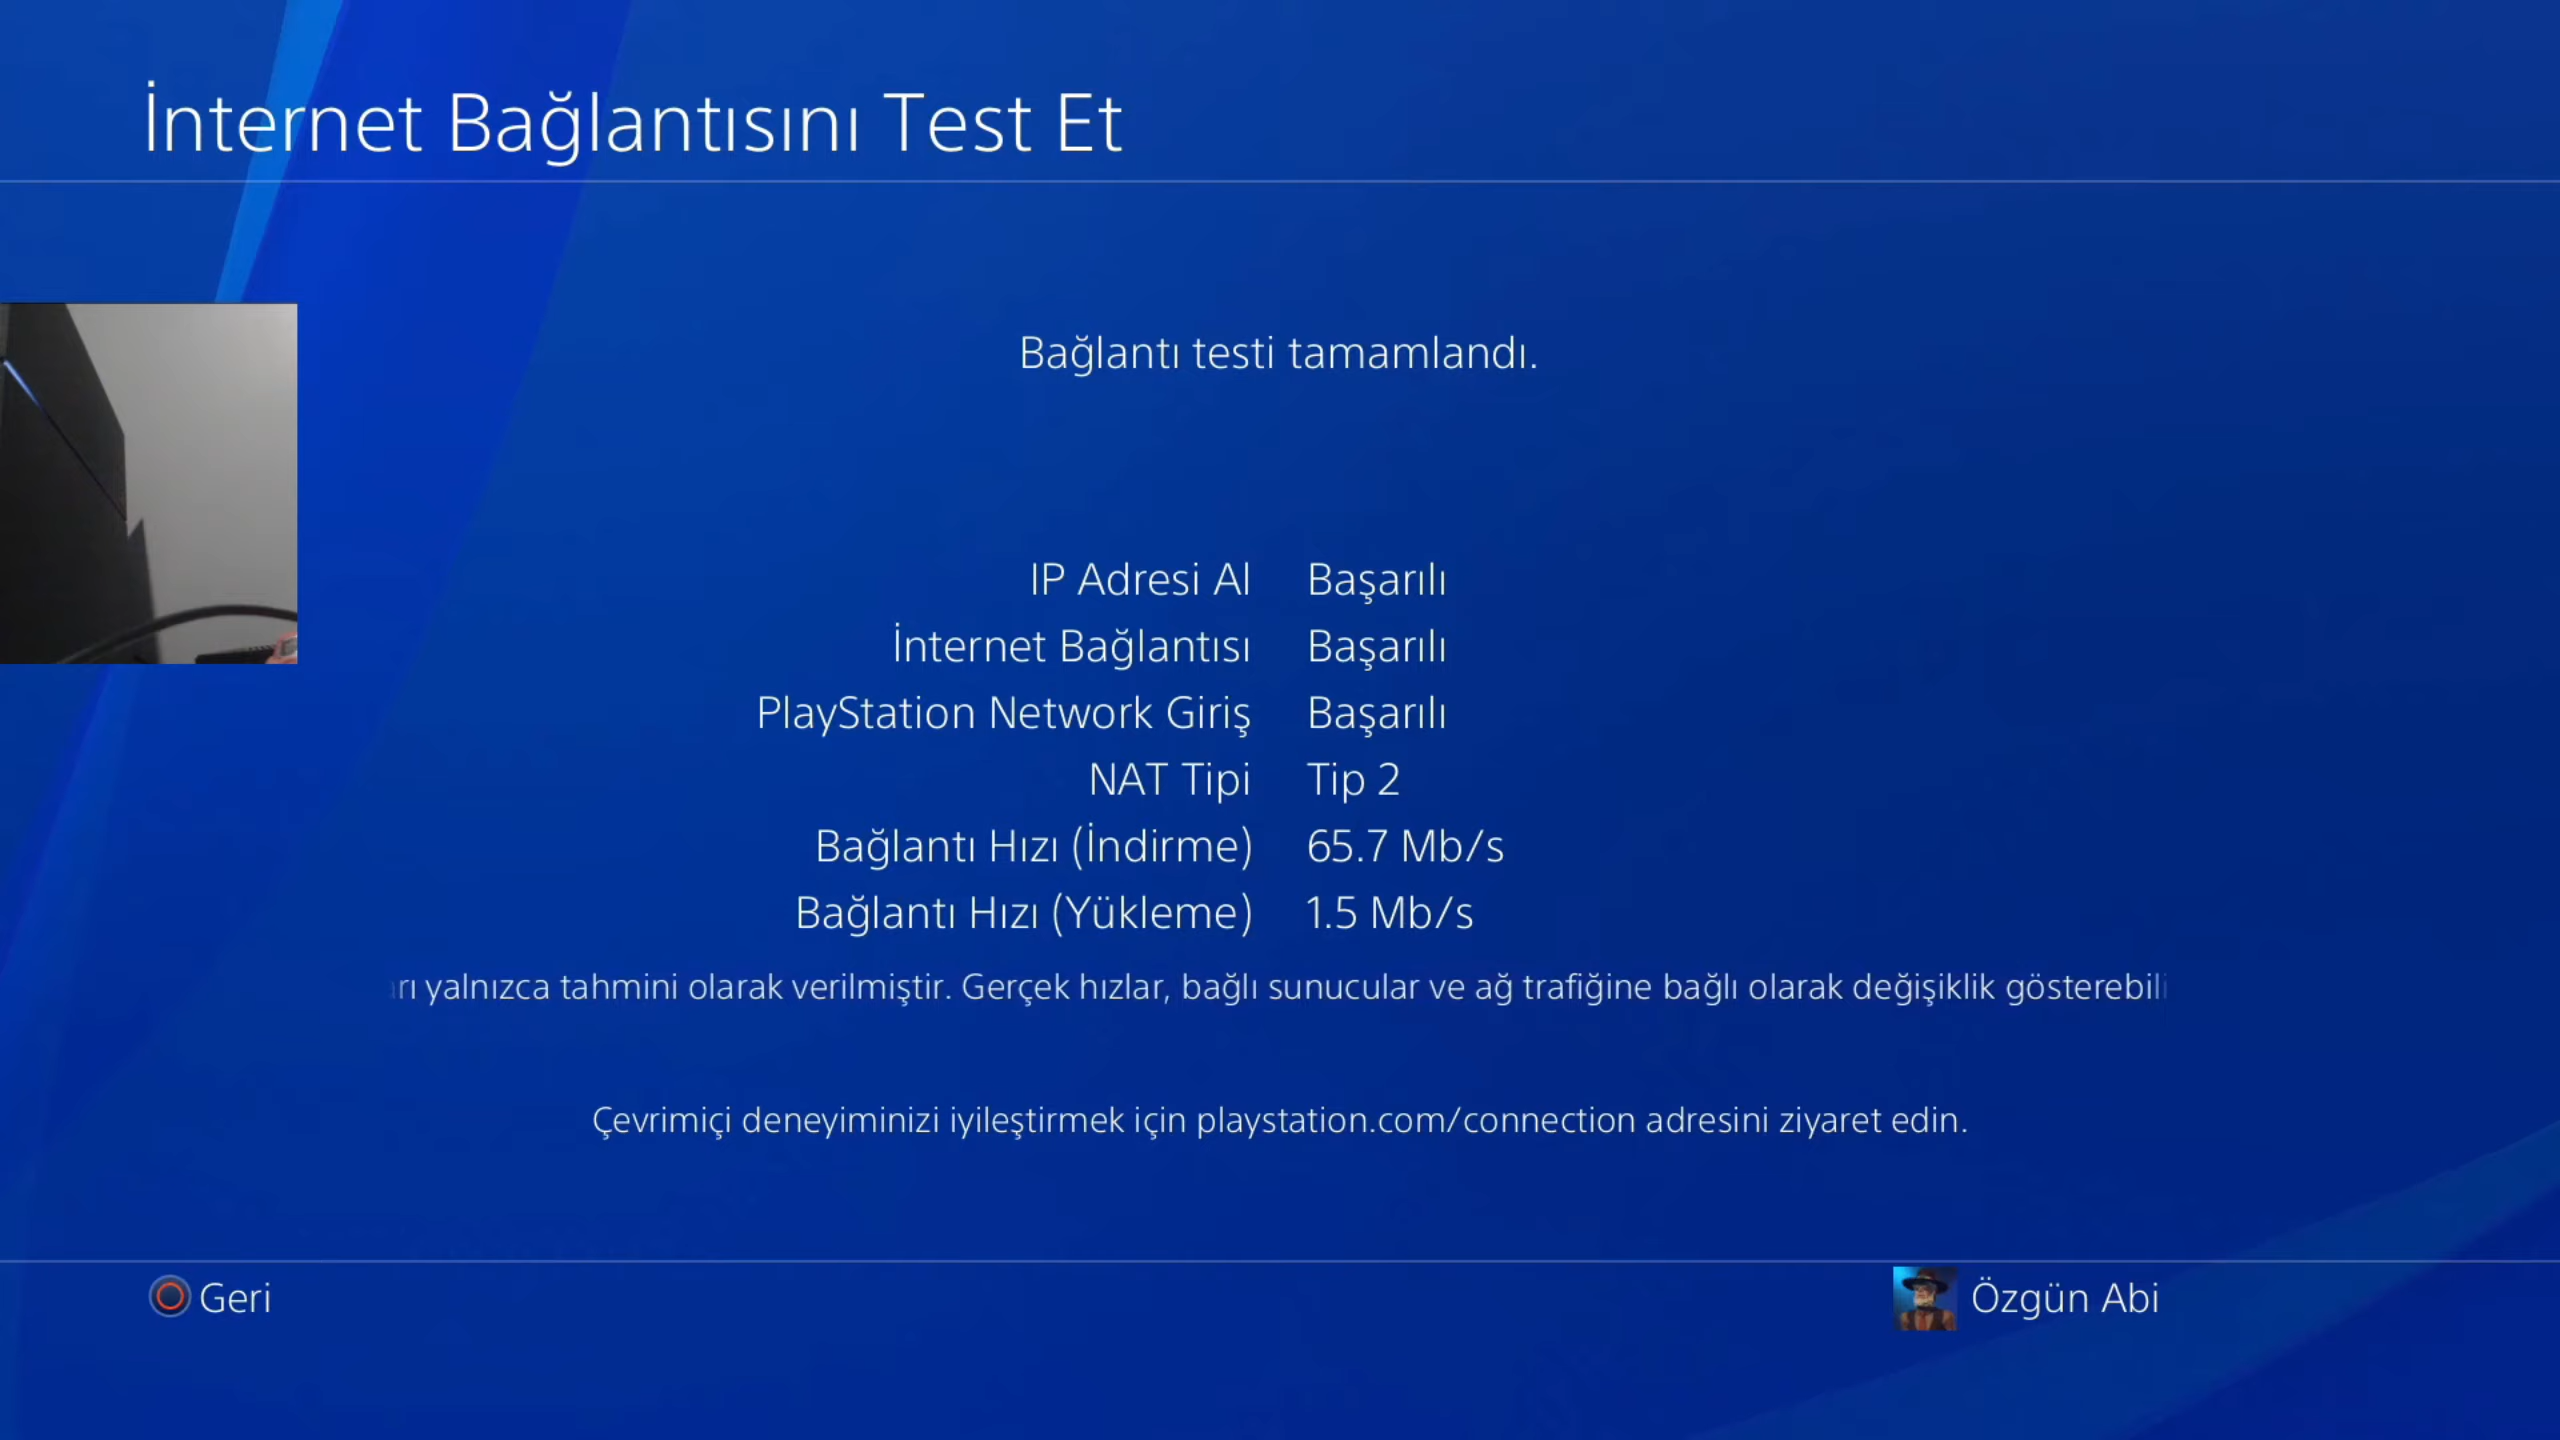 İnternet Bağlantısını Test Et
Bağlantı testi tamamlandı.
IP Adresi Al Başarılı
İnternet Bağlantısı Başarılı
PlayStation Network Giriş Başarılı
NAT Tipi Tip 2
Bağlantı Hızı (İndirme) 65.7 Mb/s
Bağlantı Hızı (Yükleme) 1.5 Mb/s
yalnızca tahmini olarak verilmiştir. Gerçek hızlar, bağlı sunucular ve ağ trafiğine bağlı olarak değişiklik
Çevrimiçi deneyiminizi iyileştirmek için playstation.com/connection adresini ziyaret edin.
Geri
Özgün Abi